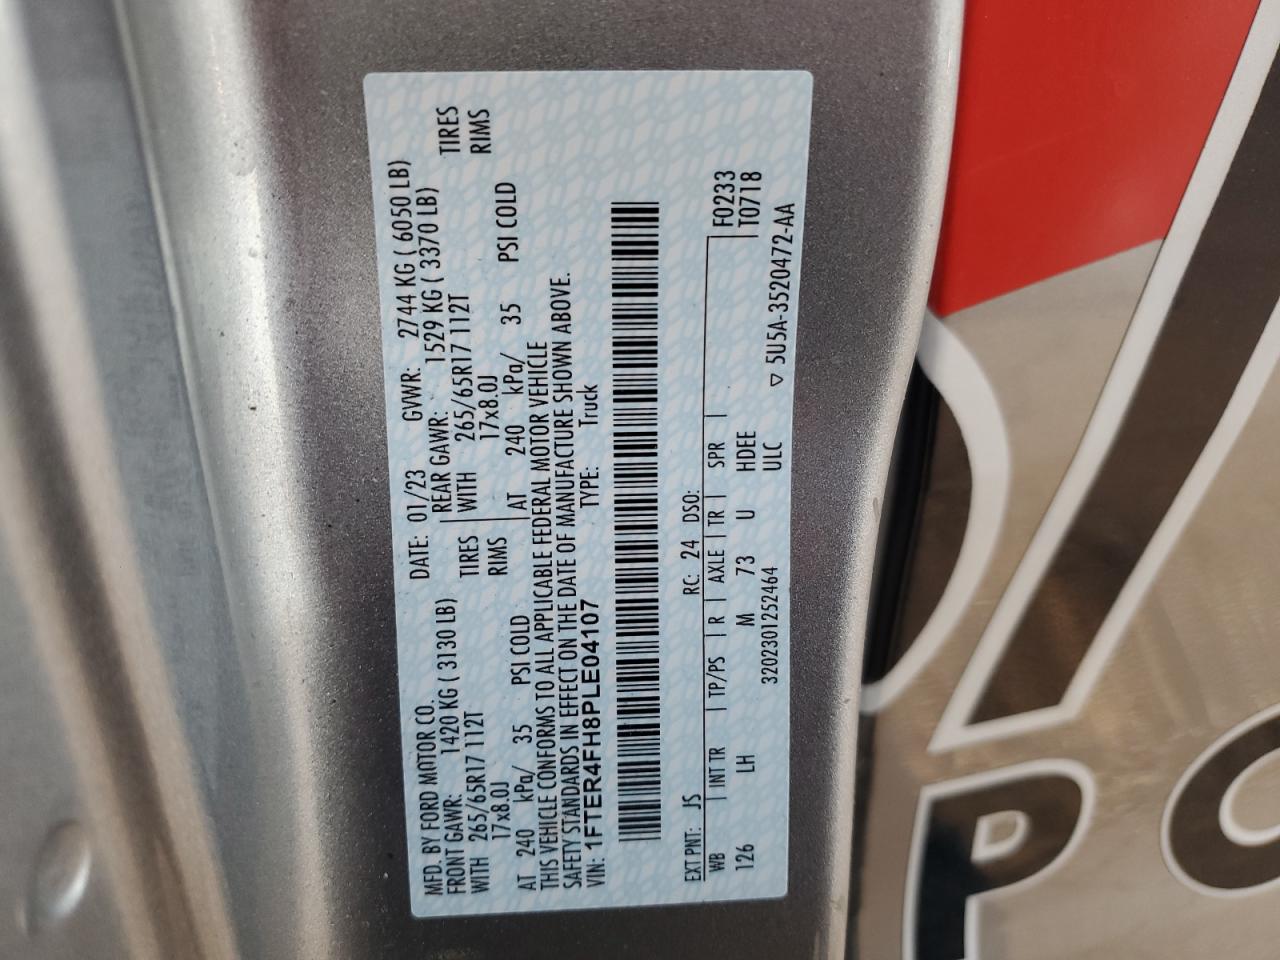 MFD. BY FORD MOTOR CO. DATE: 01/23 GVWR: 2744 KG ( 6050 LB)
FRONT GAWR: 1420 KG ( 3130 LB) REAR GAWR: 1529 KG ( 3370 LB)
WITH 265/65R17 112T TIRES WITH 265/65R17 112T TIRES
17x8.0J RIMS 17x8.0J RIMS
AT 240 kPa/ 35 PSI COLD AT 240 kPa/ 35 PSI COLD
THIS VEHICLE CONFORMS TO ALL APPLICABLE FEDERAL MOTOR VEHICLE
SAFETY STANDARDS IN EFFECT ON THE DATE OF MANUFACTURE SHOWN ABOVE.
VIN: 1FTER4FH8PLE04107 TYPE: Truck
EXT PNT: JS RC: 24 DSO: F0233
WB | INT TR | TP/PS | R | AXLE | TR | SPR | T0718
126 LH M 73 U HDEE
3202301252464 ULC ▽ 5U5A-3520472-AA
PO